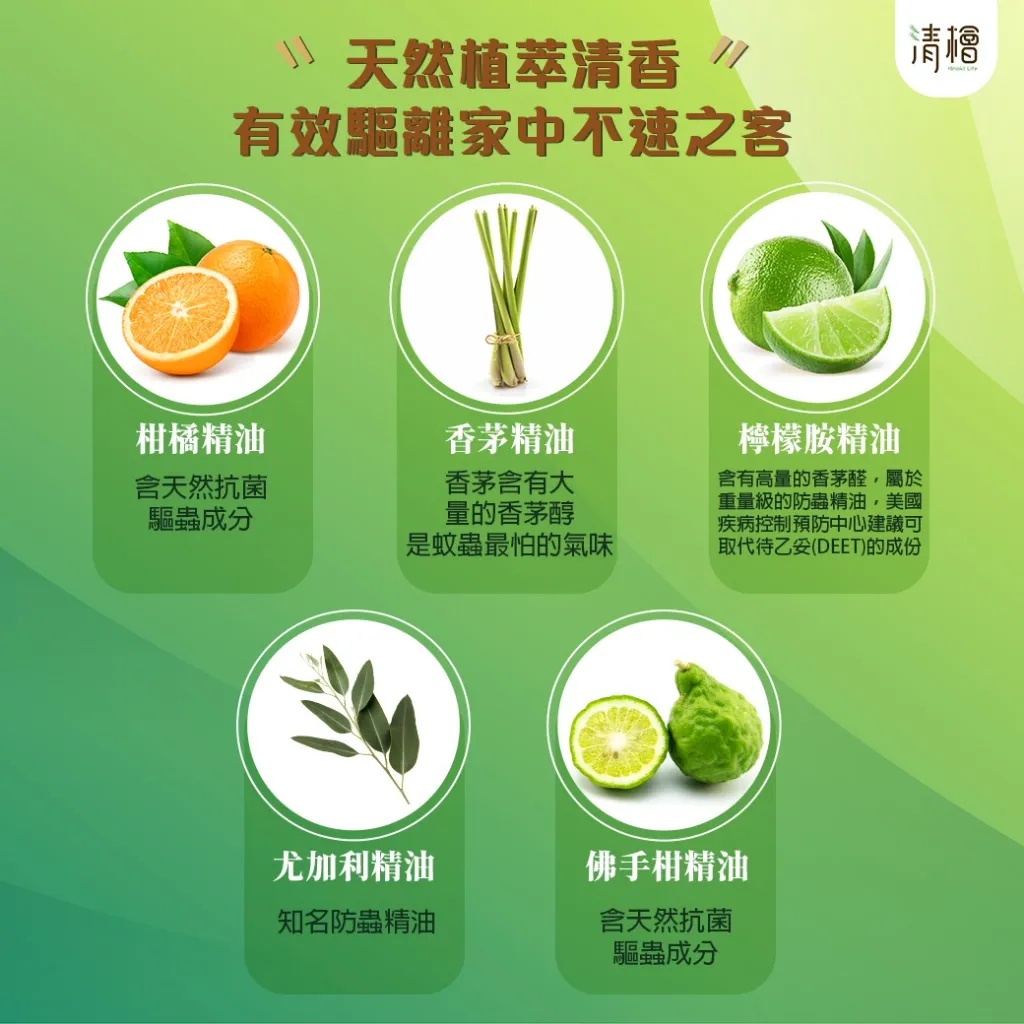 清檜
Hinoki Life
天然植萃清香
有效驅離家中不速之客
柑橘精油
含天然抗菌
驅蟲成分
香茅精油
香茅含有大
量的香茅醇
是蚊蟲最怕的氣味
檸檬胺精油
含有高量的香茅醛，屬於
重量級的防蟲精油，美國
疾病控制預防中心建議可
取代待乙妥(DEET)的成份
尤加利精油
知名防蟲精油
佛手柑精油
含天然抗菌
驅蟲成分